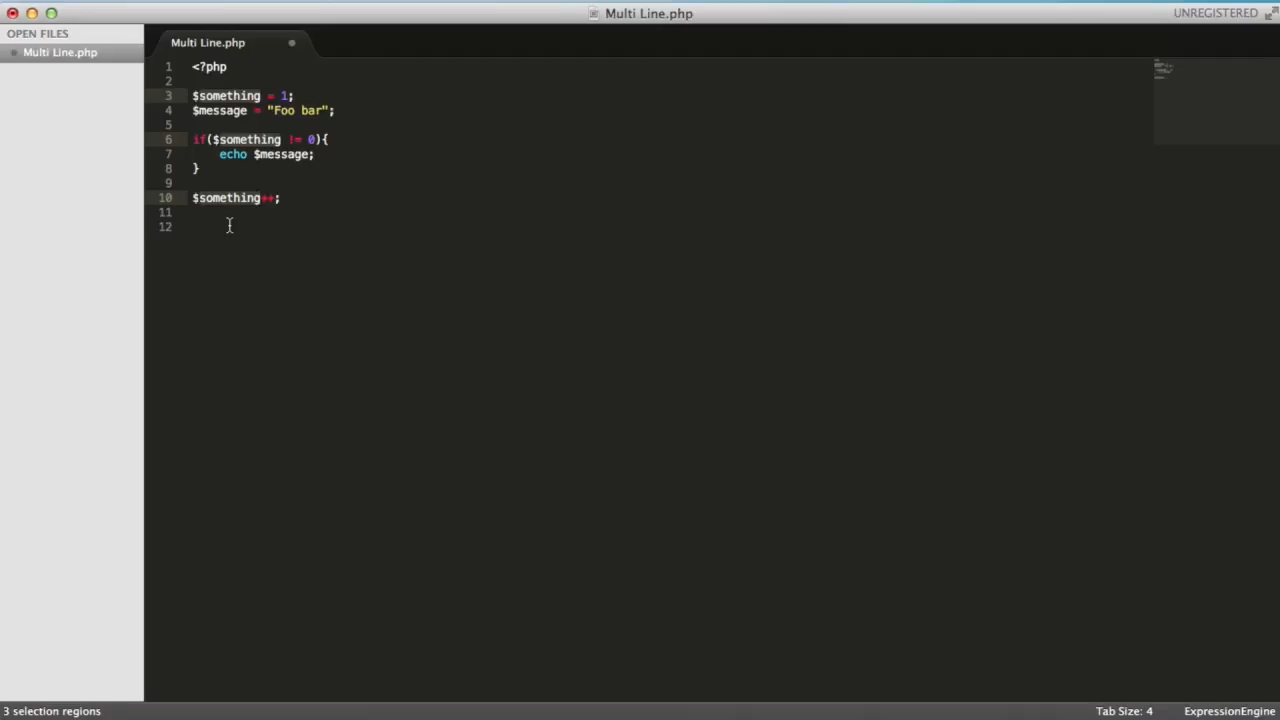 Multi Line.php
UNREGISTERED
OPEN FILES
Multi Line.php
Multi Line.php
1 <?php
2
3 $something = 1;
4 $message = "Foo bar";
5
6 if($something != 0){
7     echo $message;
8 }
9
10 $something++;
11
12
3 selection regions
Tab Size: 4
ExpressionEngine